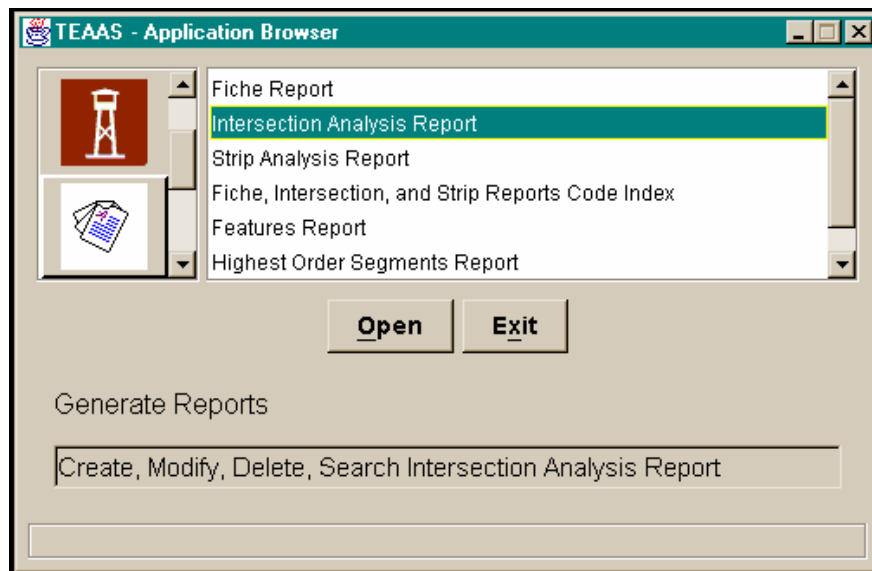 TEAAS - Application Browser
Fiche Report
Intersection Analysis Report
Strip Analysis Report
Fiche, Intersection, and Strip Reports Code Index
Features Report
Highest Order Segments Report
Open Exit
Generate Reports
Create, Modify, Delete, Search Intersection Analysis Report